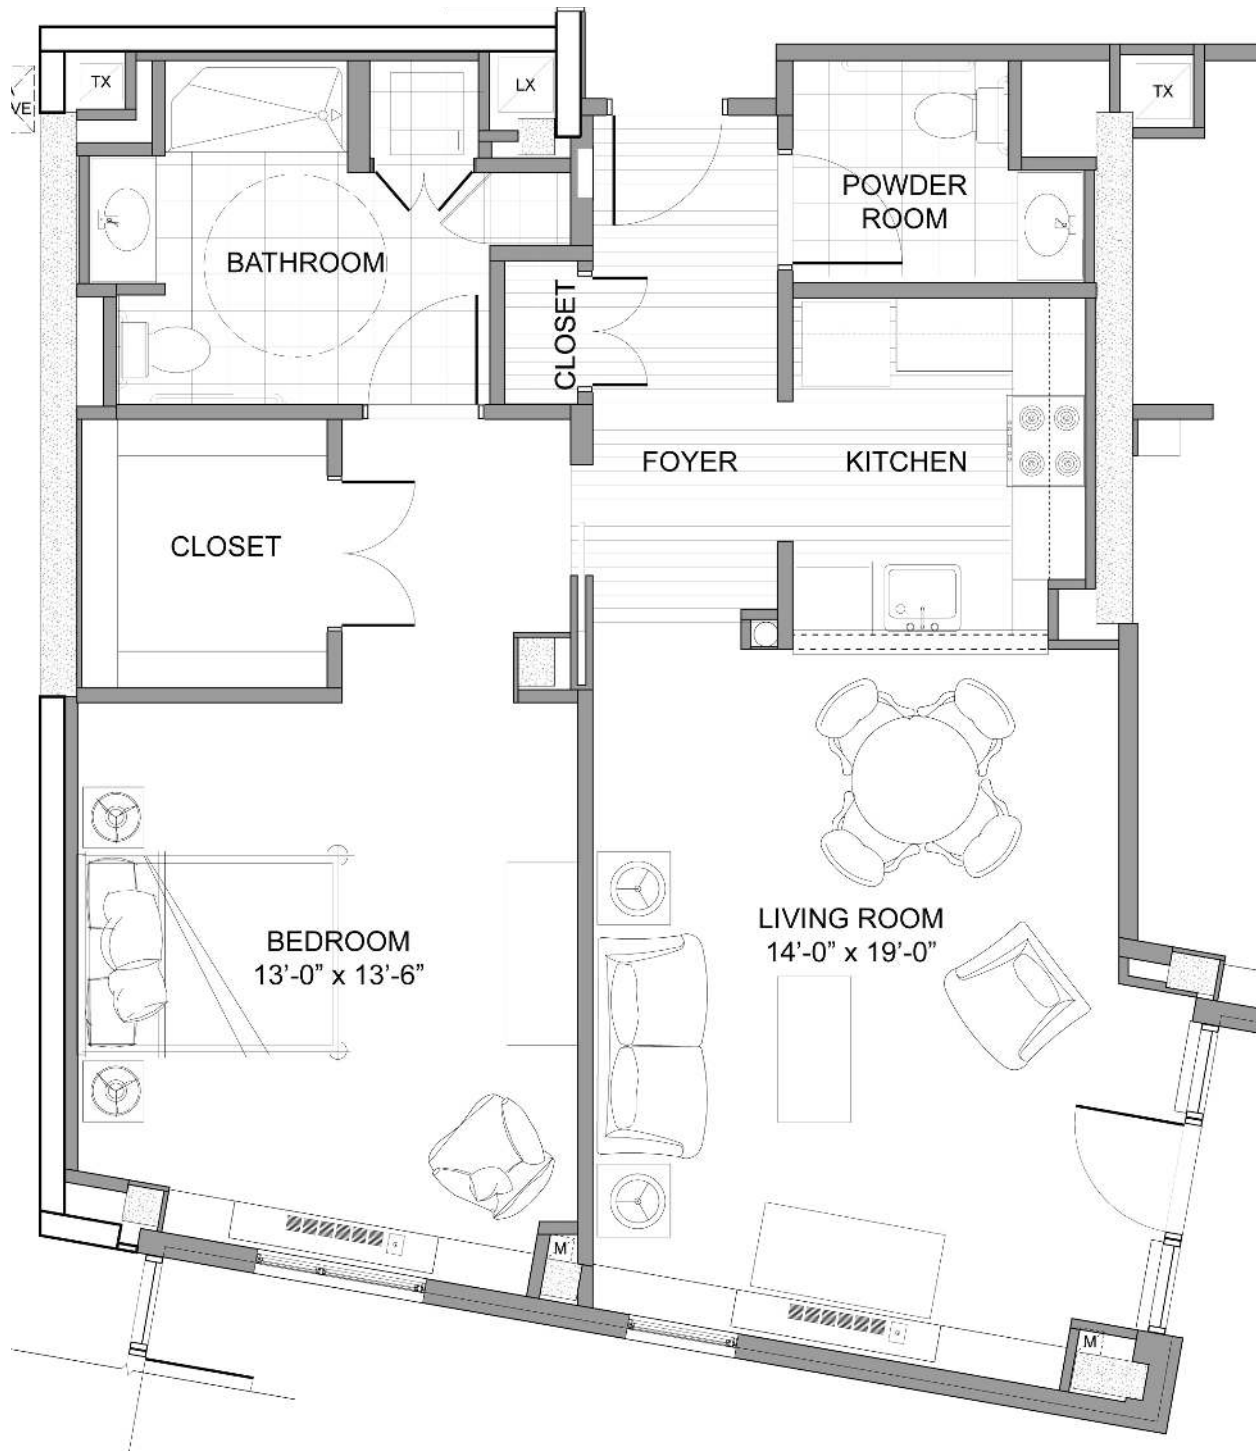 TX
LX
TX
VE
POWDER
ROOM
BATHROOM
CLOSET
FOYER
KITCHEN
CLOSET
LIVING ROOM
14'-0” x 19'-0”
BEDROOM
13'-0” x 13'-6”
M
M